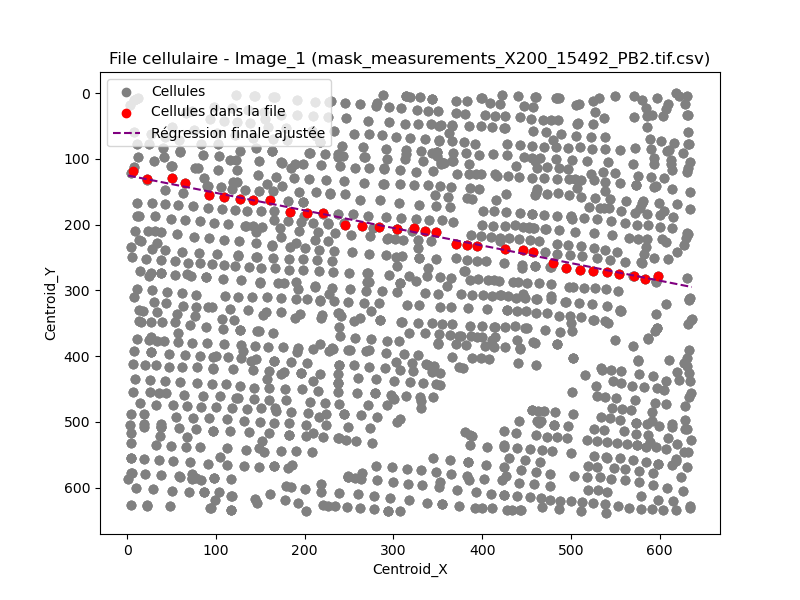 File cellulaire - Image_1 (mask_measurements_X200_15492_PB2.tif.csv)
Cellules
Cellules dans la file
Régression finale ajustée
Centroid_Y
0
100
200
300
400
500
600
0 100 200 300 400 500 600
Centroid_X